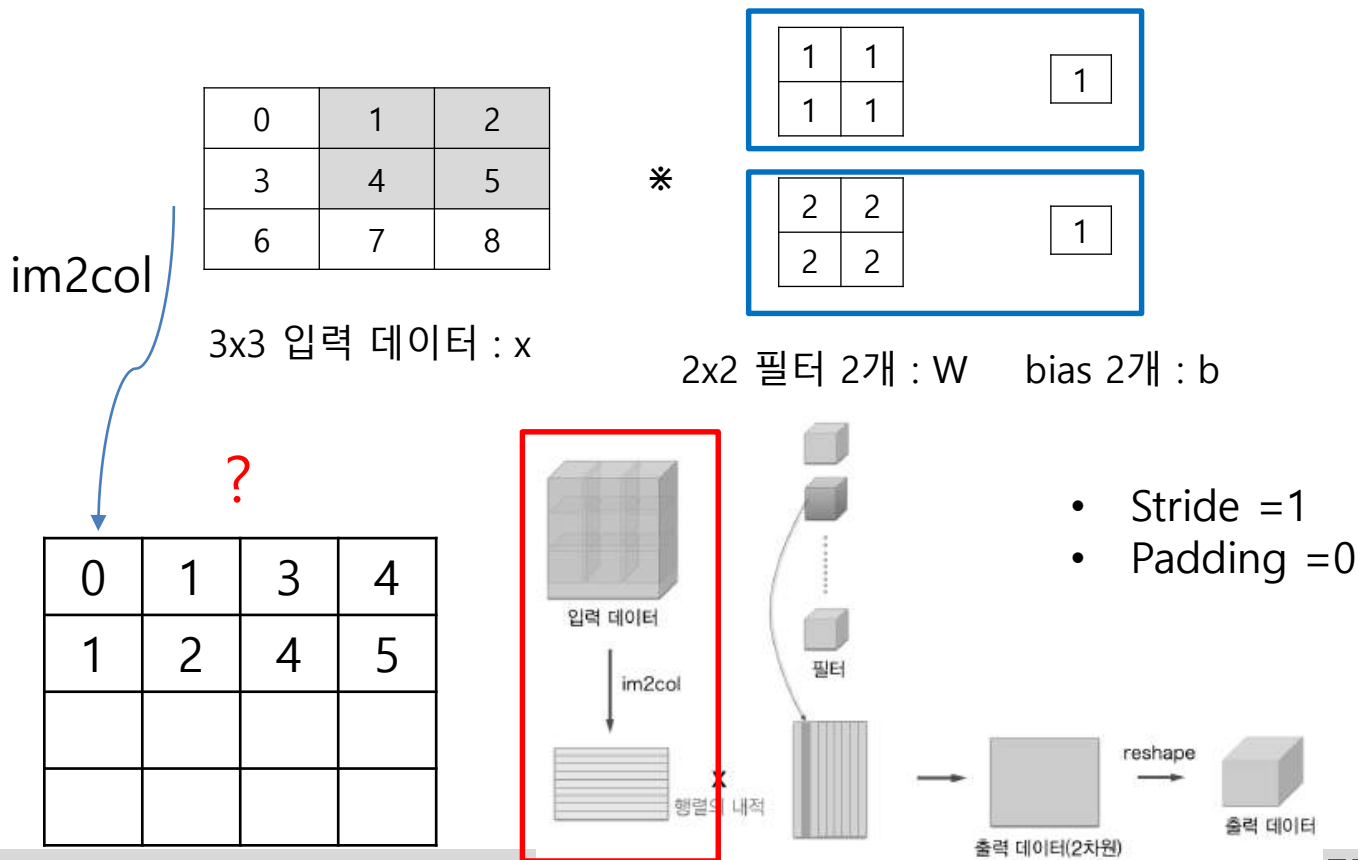 1 1
1 1
1
0 1 2
3 4 5
6 7 8
※
2 2
2 2
1
im2col
3x3 입력 데이터 : x
2x2 필터 2개 : W bias 2개 : b
?
0 1 3 4
1 2 4 5
입력 데이터
im2col
x
행렬의 내적
필터
reshape
출력 데이터(2차원)
출력 데이터
• Stride =1
• Padding =0